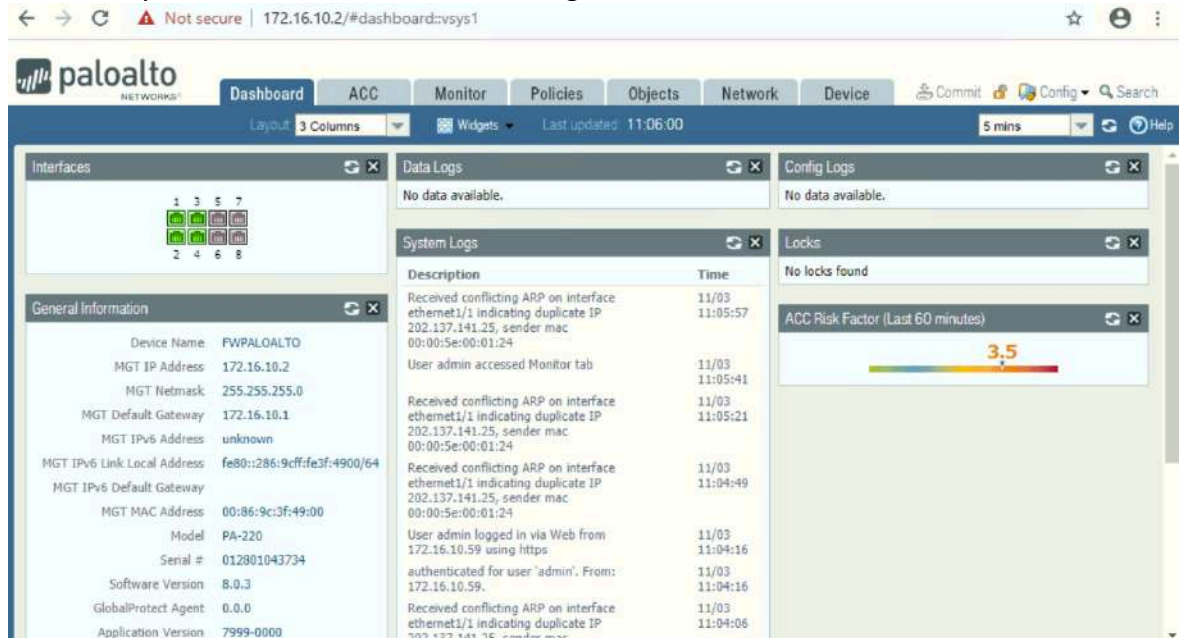 Not secure | 172.16.10.2/#dashboard::vsys1
paloalto
NETWORKS
Dashboard ACC Monitor Policies Objects Network Device Commit Config Search
Layout 3 Columns Widgets Last updated: 11:06:00 5 mins Help
Interfaces
1 3 5 7
2 4 6 8
General Information
Device Name FWPALOALTO
MGT IP Address 172.16.10.2
MGT Netmask 255.255.255.0
MGT Default Gateway 172.16.10.1
MGT IPv6 Address unknown
MGT IPv6 Link Local Address fe80::286:9cff:fe3f:4900/64
MGT IPv6 Default Gateway
MGT MAC Address 00:86:9c:3f:49:00
Model PA-220
Serial # 012801043734
Software Version 8.0.3
GlobalProtect Agent 0.0.0
Application Version 7999-0000
Data Logs
No data available.
System Logs
Description Time
Received conflicting ARP on interface 11/03
ethernet1/1 indicating duplicate IP 11:05:57
202.137.141.25, sender mac
00:00:5e:00:01:24
User admin accessed Monitor tab 11/03
11:05:41
Received conflicting ARP on interface 11/03
ethernet1/1 indicating duplicate IP 11:05:21
202.137.141.25, sender mac
00:00:5e:00:01:24
Received conflicting ARP on interface 11/03
ethernet1/1 indicating duplicate IP 11:04:49
202.137.141.25, sender mac
00:00:5e:00:01:24
User admin logged in via Web from 11/03
172.16.10.59 using https 11:04:16
authenticated for user 'admin'. From: 11/03
172.16.10.59. 11:04:16
Received conflicting ARP on interface 11/03
ethernet1/1 indicating duplicate IP 11:04:06
Config Logs
No data available.
Locks
No locks found
ACC Risk Factor (Last 60 minutes)
3.5